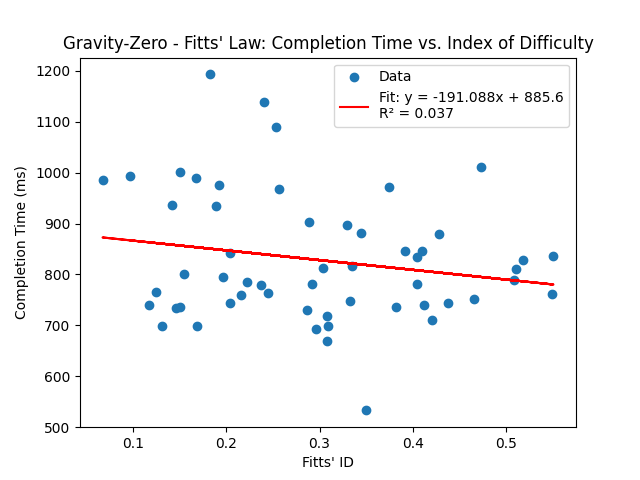 Gravity-Zero - Fitts' Law: Completion Time vs. Index of Difficulty
Data
Fit: y = -191.088x + 885.6
R² = 0.037
Completion Time (ms)
1200
1100
1000
900
800
700
600
500
0.1 0.2 0.3 0.4 0.5
Fitts' ID